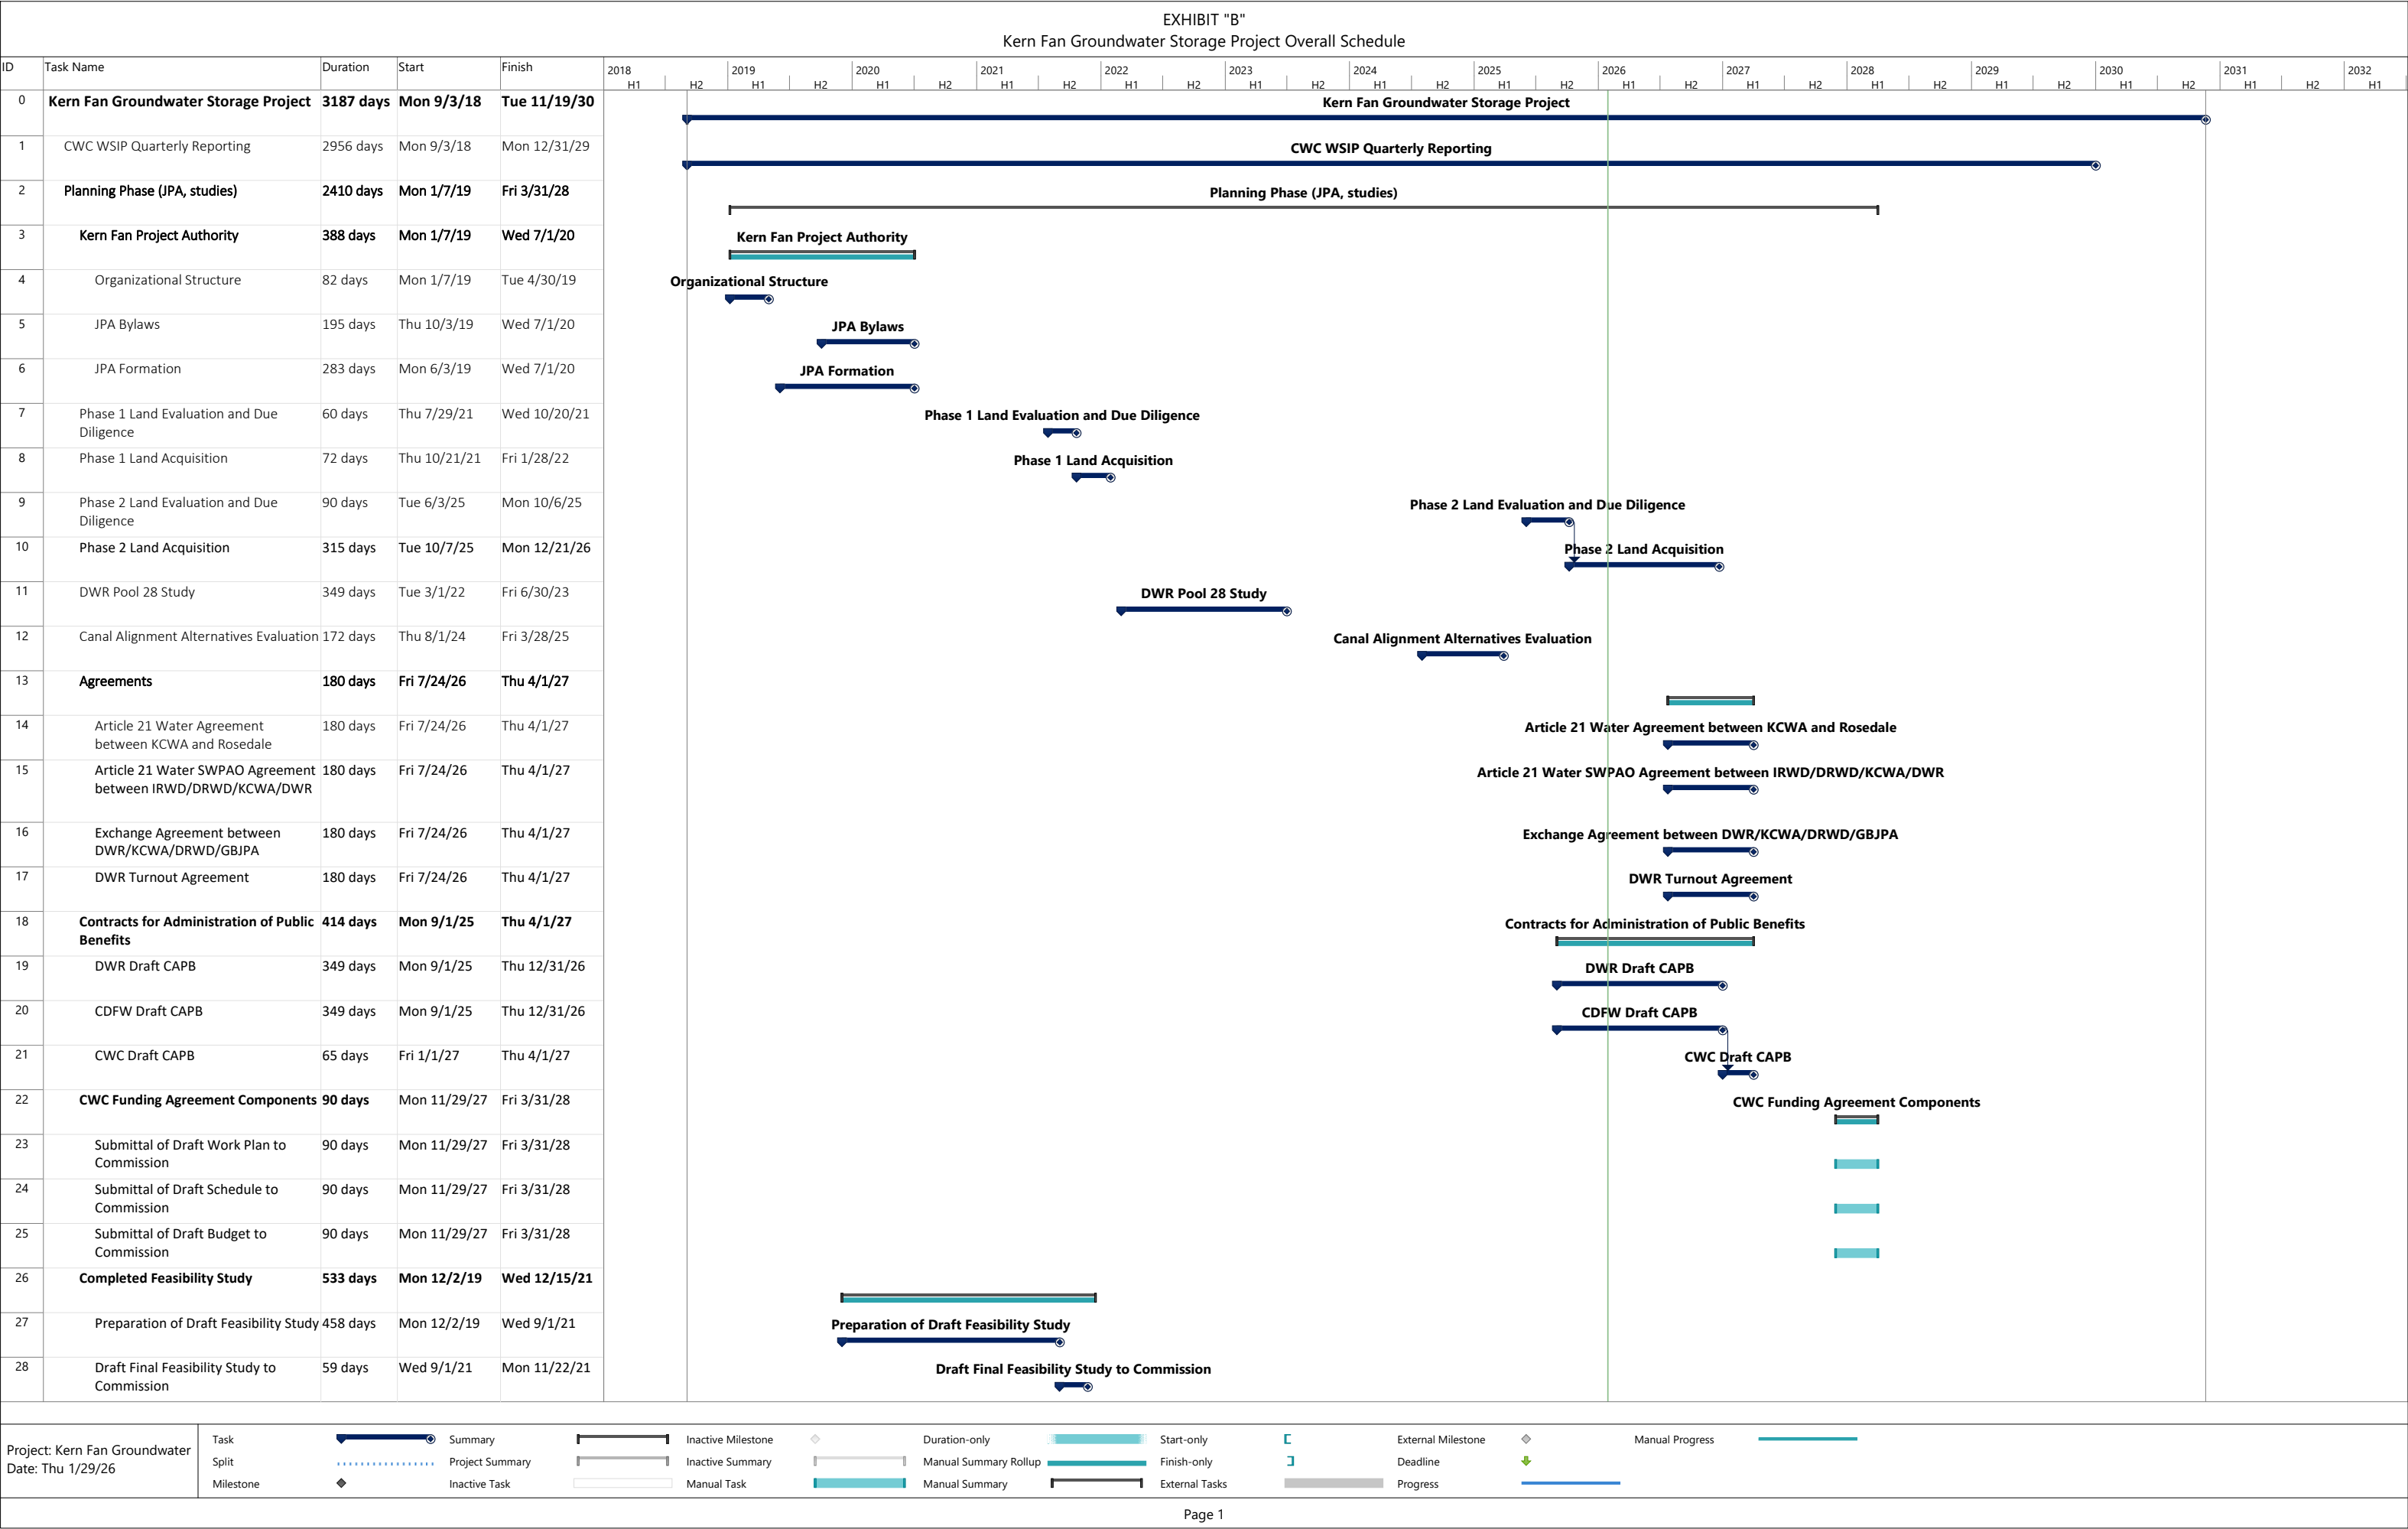 EXHIBIT "B"
Kern Fan Groundwater Storage Project Overall Schedule
ID Task Name Duration Start Finish 2018 2019 2020 2021 2022 2023 2024 2025 2026 2027 2028 2029 2030 2031 2032
H1 H2 H1 H2 H1 H2 H1 H2 H1 H2 H1 H2 H1 H2 H1 H2 H1 H2 H1 H2 H1 H2 H1 H2 H1 H2 H1 H2 H1
0 Kern Fan Groundwater Storage Project 3187 days Mon 9/3/18 Tue 11/19/30 Kern Fan Groundwater Storage Project
1 CWC WSIP Quarterly Reporting 2956 days Mon 9/3/18 Mon 12/31/29 CWC WSIP Quarterly Reporting
2 Planning Phase (JPA, studies) 2410 days Mon 1/7/19 Fri 3/31/28 Planning Phase (JPA, studies)
3 Kern Fan Project Authority 388 days Mon 1/7/19 Wed 7/1/20 Kern Fan Project Authority
4 Organizational Structure 82 days Mon 1/7/19 Tue 4/30/19 Organizational Structure
5 JPA Bylaws 195 days Thu 10/3/19 Wed 7/1/20 JPA Bylaws
6 JPA Formation 283 days Mon 6/3/19 Wed 7/1/20 JPA Formation
7 Phase 1 Land Evaluation and Due 60 days Thu 7/29/21 Wed 10/20/21 Phase 1 Land Evaluation and Due Diligence
Diligence
8 Phase 1 Land Acquisition 72 days Thu 10/21/21 Fri 1/28/22 Phase 1 Land Acquisition
9 Phase 2 Land Evaluation and Due 90 days Tue 6/3/25 Mon 10/6/25 Phase 2 Land Evaluation and Due Diligence
Diligence
10 Phase 2 Land Acquisition 315 days Tue 10/7/25 Mon 12/21/26 Phase 2 Land Acquisition
11 DWR Pool 28 Study 349 days Tue 3/1/22 Fri 6/30/23 DWR Pool 28 Study
12 Canal Alignment Alternatives Evaluation 172 days Thu 8/1/24 Fri 3/28/25 Canal Alignment Alternatives Evaluation
13 Agreements 180 days Fri 7/24/26 Thu 4/1/27
14 Article 21 Water Agreement 180 days Fri 7/24/26 Thu 4/1/27 Article 21 Water Agreement between KCWA and Rosedale
between KCWA and Rosedale
15 Article 21 Water SWPAO Agreement 180 days Fri 7/24/26 Thu 4/1/27 Article 21 Water SWPAO Agreement between IRWD/DRWD/KCWA/DWR
between IRWD/DRWD/KCWA/DWR
16 Exchange Agreement between 180 days Fri 7/24/26 Thu 4/1/27 Exchange Agreement between DWR/KCWA/DRWD/GBJPA
DWR/KCWA/DRWD/GBJPA
17 DWR Turnout Agreement 180 days Fri 7/24/26 Thu 4/1/27 DWR Turnout Agreement
18 Contracts for Administration of Public 414 days Mon 9/1/25 Thu 4/1/27 Contracts for Administration of Public Benefits
Benefits
19 DWR Draft CAPB 349 days Mon 9/1/25 Thu 12/31/26 DWR Draft CAPB
20 CDFW Draft CAPB 349 days Mon 9/1/25 Thu 12/31/26 CDFW Draft CAPB
21 CWC Draft CAPB 65 days Fri 1/1/27 Thu 4/1/27 CWC Draft CAPB
22 CWC Funding Agreement Components 90 days Mon 11/29/27 Fri 3/31/28 CWC Funding Agreement Components
23 Submittal of Draft Work Plan to 90 days Mon 11/29/27 Fri 3/31/28
Commission
24 Submittal of Draft Schedule to 90 days Mon 11/29/27 Fri 3/31/28
Commission
25 Submittal of Draft Budget to 90 days Mon 11/29/27 Fri 3/31/28
Commission
26 Completed Feasibility Study 533 days Mon 12/2/19 Wed 12/15/21
27 Preparation of Draft Feasibility Study 458 days Mon 12/2/19 Wed 9/1/21 Preparation of Draft Feasibility Study
28 Draft Final Feasibility Study to 59 days Wed 9/1/21 Mon 11/22/21 Draft Final Feasibility Study to Commission
Commission
Project: Kern Fan Groundwater
Date: Thu 1/29/26
Task Summary Inactive Milestone Duration-only Start-only External Milestone Manual Progress
Split Project Summary Inactive Summary Manual Summary Rollup Finish-only Deadline
Milestone Inactive Task Manual Task Manual Summary External Tasks Progress
Page 1